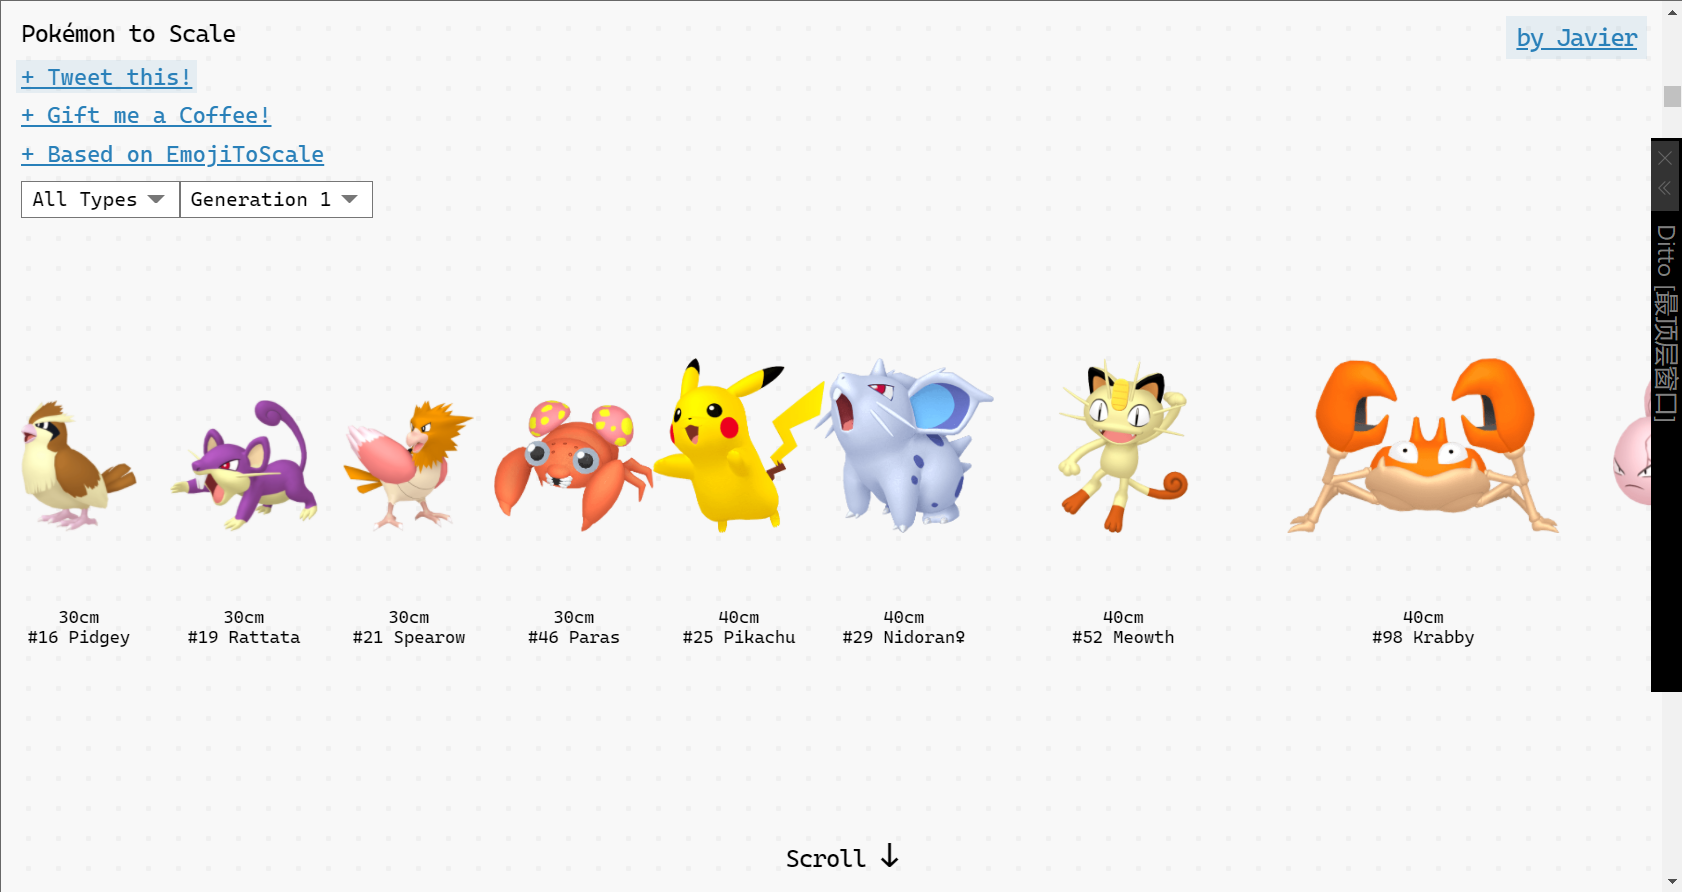 Pokémon to Scale
by Javier
+ Tweet this!
+ Gift me a Coffee!
+ Based on EmojiToScale
All Types
Generation 1
Ditto [最顶层窗口]
30cm
#16 Pidgey
30cm
#19 Rattata
30cm
#21 Spearow
30cm
#46 Paras
40cm
#25 Pikachu
40cm
#29 Nidoran♀
40cm
#52 Meowth
40cm
#98 Krabby
Scroll ↓